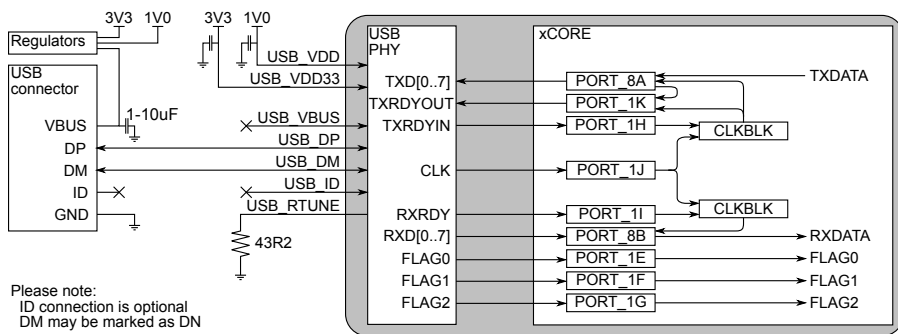 3V3 1V0
Regulators
3V3 1V0
USB
connector
1-10uF
VBUS
DP
DM
ID
GND
USB_VDD
USB_VDD33
USB_VBUS
USB_DP
USB_DM
USB_ID
USB_RTUNE
43R2
Please note:
ID connection is optional
DM may be marked as DN
USB
PHY
TXD[0..7]
TXRDYOUT
TXRDYIN
CLK
RXRDY
RXD[0..7]
FLAG0
FLAG1
FLAG2
xCORE
PORT_8A
PORT_1K
PORT_1H
PORT_1J
PORT_1I
PORT_8B
PORT_1E
PORT_1F
PORT_1G
CLKBLK
CLKBLK
TXDATA
RXDATA
FLAG0
FLAG1
FLAG2